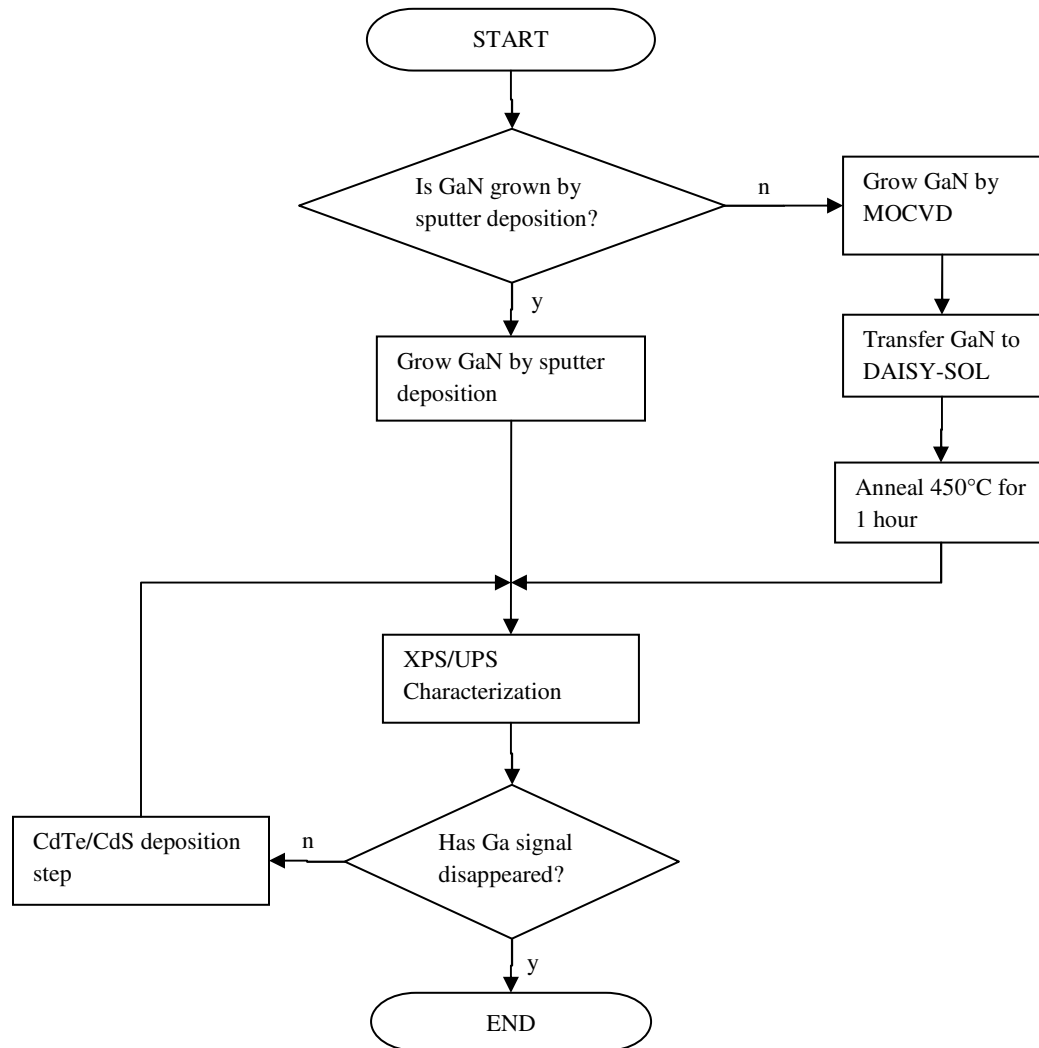 START
Is GaN grown by
sputter deposition?
n
Grow GaN by
MOCVD
y
Transfer GaN to
DAISY-SOL
Grow GaN by sputter
deposition
Anneal 450°C for
1 hour
XPS/UPS
Characterization
CdTe/CdS deposition
step
n
Has Ga signal
disappeared?
y
END